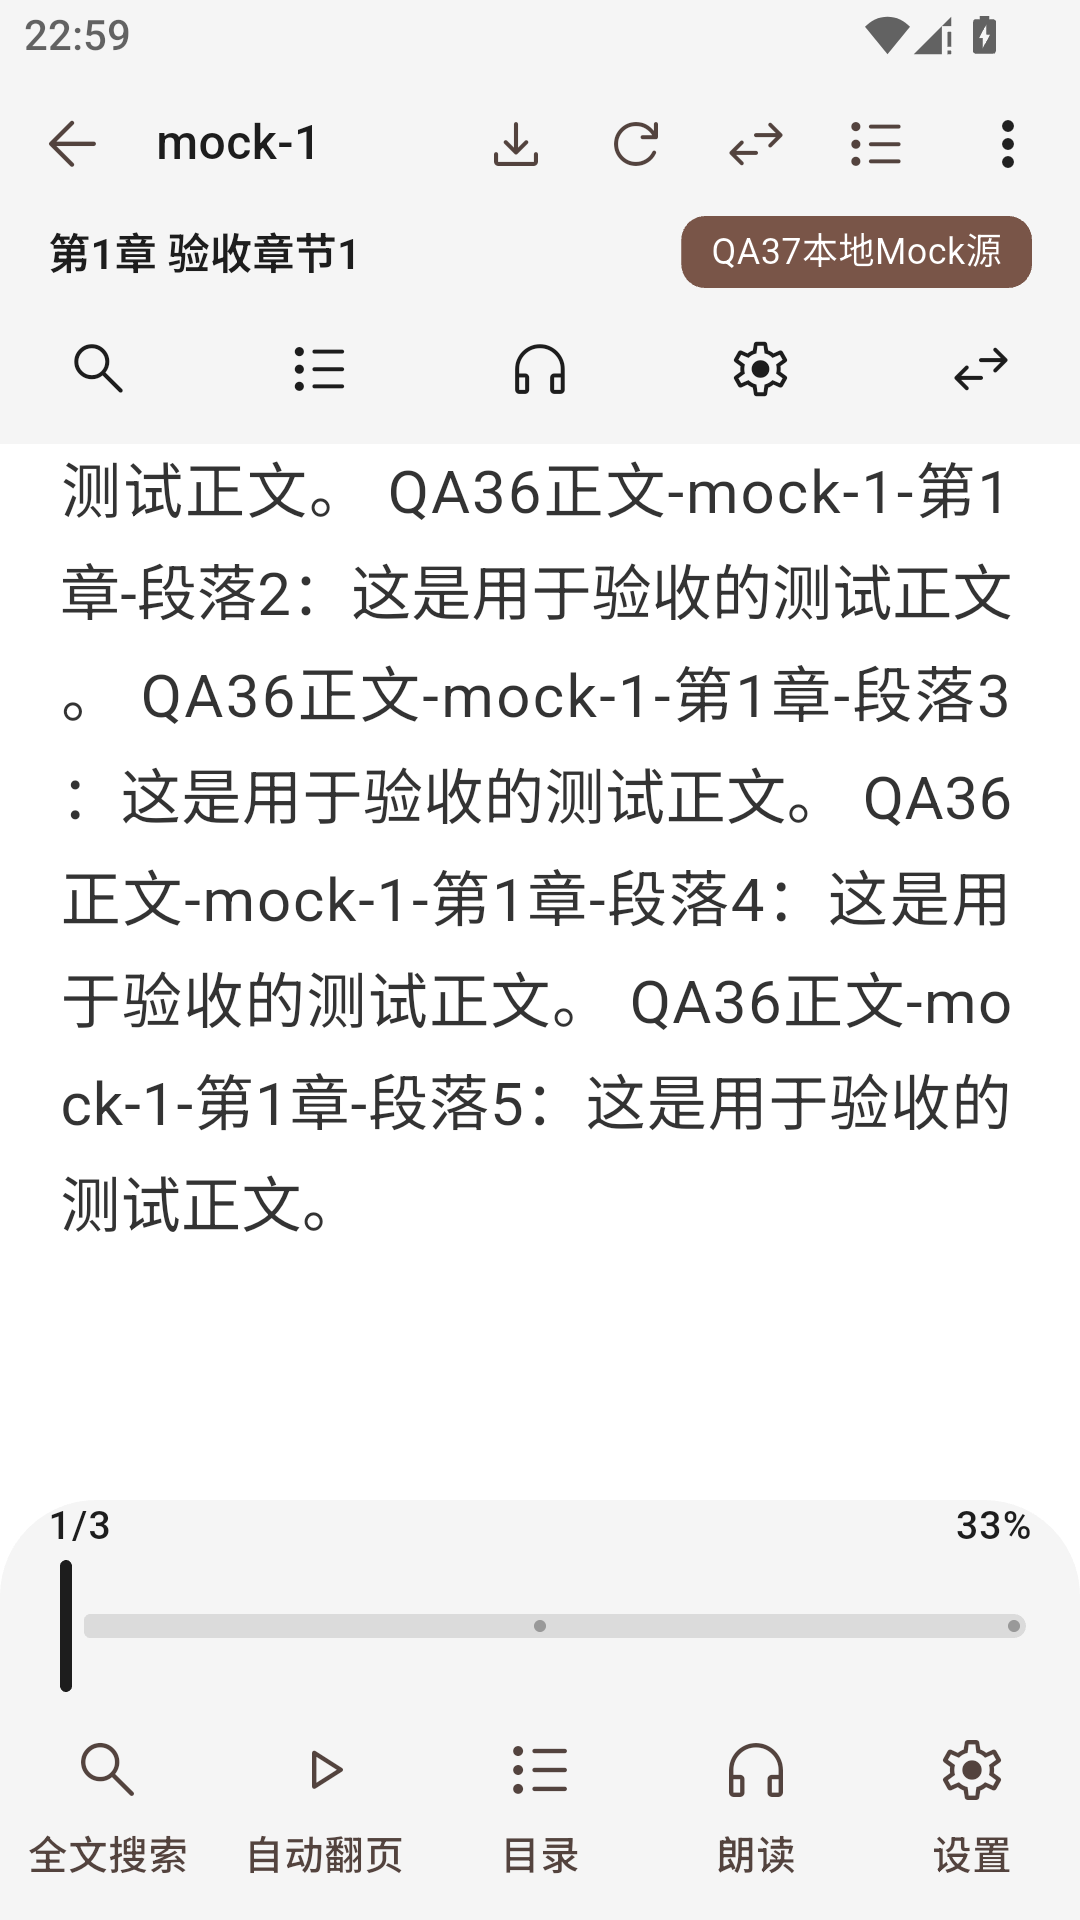 22:59
mock-1
第1章 验收章节1
QA37本地Mock源
测试正文。 QA36正文-mock-1-第1
章-段落2：这是用于验收的测试正文
。 QA36正文-mock-1-第1章-段落3
：这是用于验收的测试正文。 QA36
正文-mock-1-第1章-段落4：这是用
于验收的测试正文。 QA36正文-mo
ck-1-第1章-段落5：这是用于验收的
测试正文。
1/3
33%
全文搜索
自动翻页
目录
朗读
设置